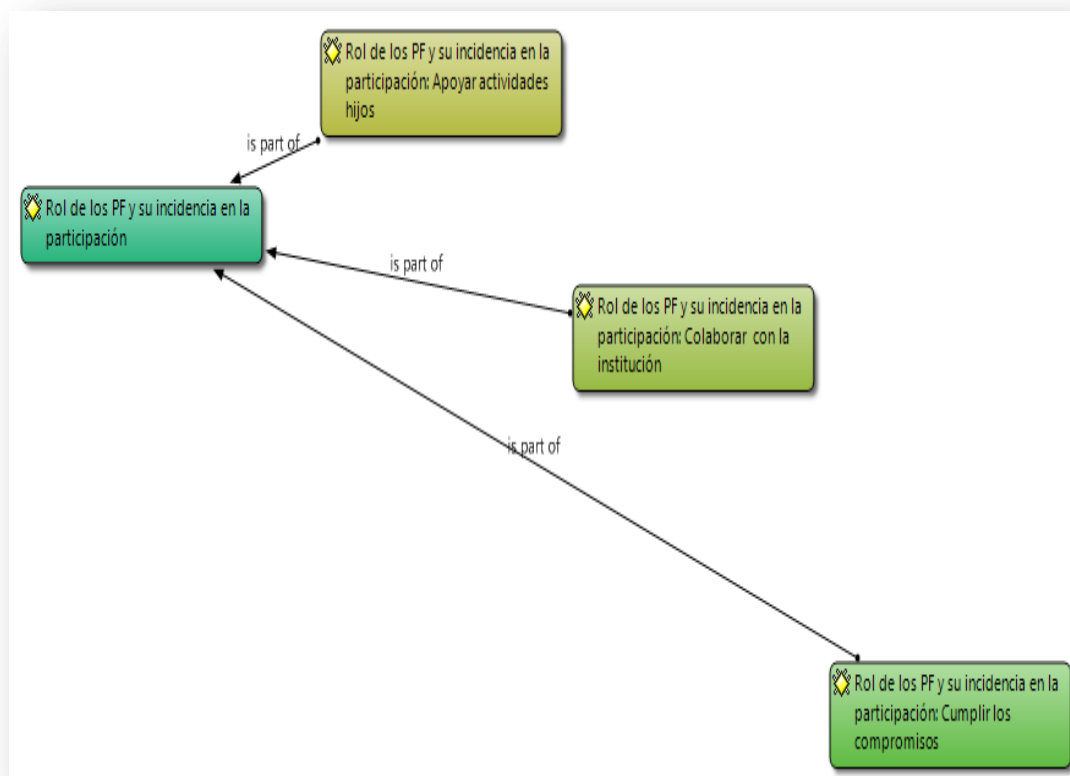 Rol de los PF y su incidencia en la
participación: Apoyar actividades
hijos
is part of
Rol de los PF y su incidencia en la
participación
is part of
Rol de los PF y su incidencia en la
participación: Colaborar con la
institución
is part of
Rol de los PF y su incidencia en la
participación: Cumplir los
compromisos